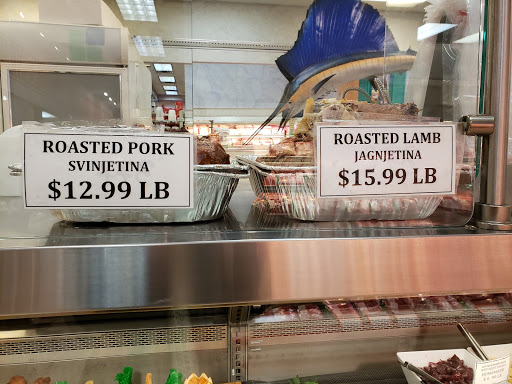 ROASTED PORK
SVINJETINA
$12.99 LB
ROASTED LAMB
JAGNJETINA
$15.99 LB